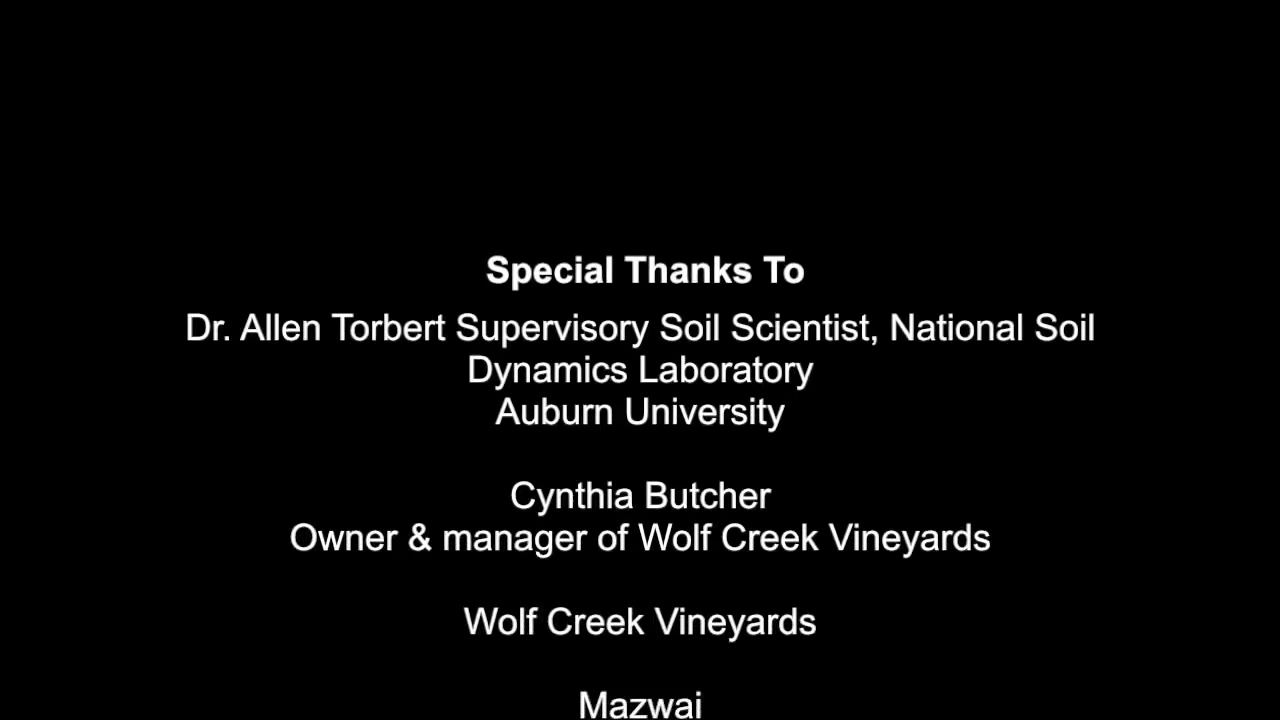 Special Thanks To
Dr. Allen Torbert Supervisory Soil Scientist, National Soil
Dynamics Laboratory
Auburn University
Cynthia Butcher
Owner & manager of Wolf Creek Vineyards
Wolf Creek Vineyards
Mazwai